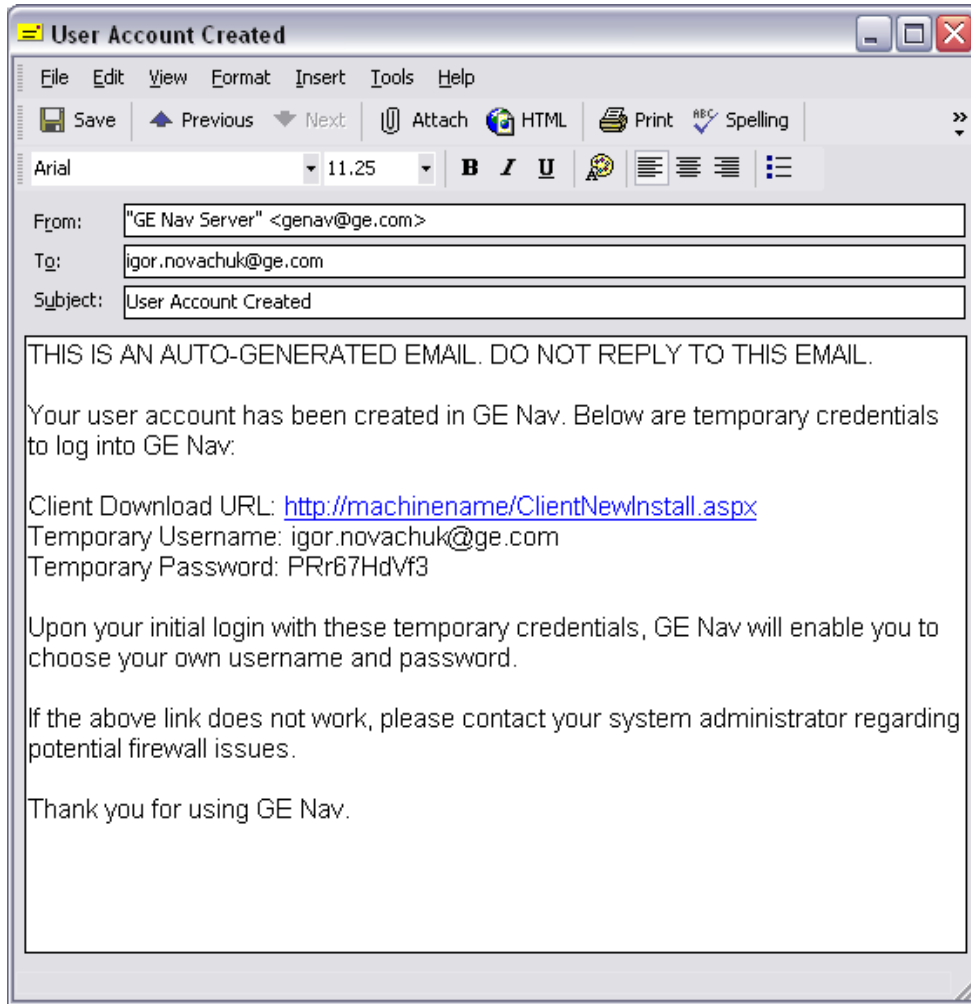 User Account Created
File Edit View Format Insert Tools Help
Save Previous Next Attach HTML Print ABC Spelling »
Arial 11.25 B I U A
From: "GE Nav Server" <genav@ge.com>
To: igor.novachuk@ge.com
Subject: User Account Created
THIS IS AN AUTO-GENERATED EMAIL. DO NOT REPLY TO THIS EMAIL.
Your user account has been created in GE Nav. Below are temporary credentials
to log into GE Nav:
Client Download URL: http://machinename/ClientNewInstall.aspx
Temporary Username: igor.novachuk@ge.com
Temporary Password: PRr67HdVf3
Upon your initial login with these temporary credentials, GE Nav will enable you to
choose your own username and password.
If the above link does not work, please contact your system administrator regarding
potential firewall issues.
Thank you for using GE Nav.